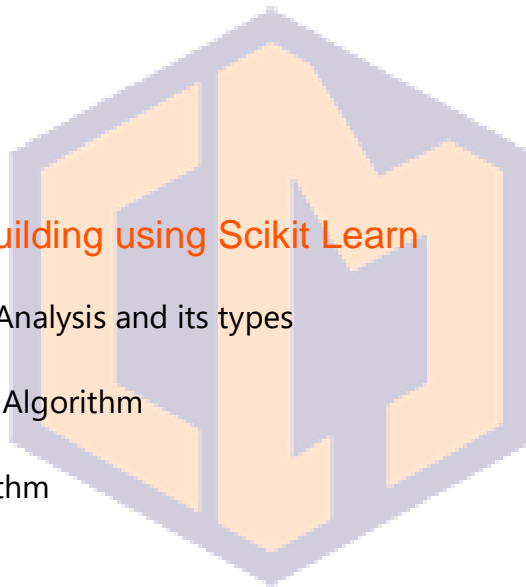 uilding using Scikit Learn
Analysis and its types
Algorithm
thm